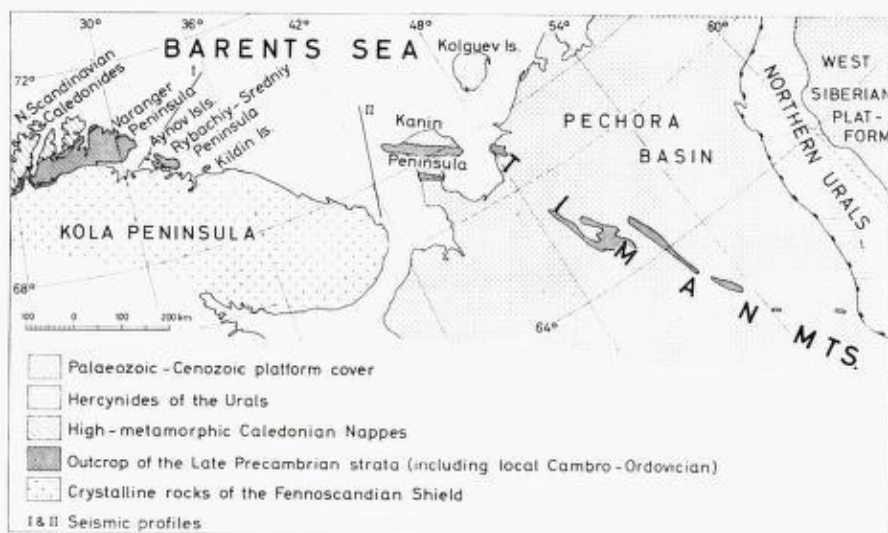 30°
36°
42°
48°
54°
60°
BARENTS SEA
Kolguev Is.
72°
N. Scandinavian
Caledonides
Varanger
Peninsula
I
Aynov Isls.
Rybachiy-Sredniy
Peninsula
Kildin Is.
II
Kanin
Peninsula
PECHORA
BASIN
NORTHERN URALS
WEST
SIBERIAN
PLAT-
FORM
KOLA PENINSULA
TIMAN MTS.
68°
64°
100 0 100 200 km
Palaeozoic - Cenozoic platform cover
Hercynides of the Urals
High-metamorphic Caledonian Nappes
Outcrop of the Late Precambrian strata (including local Cambro-Ordovician)
Crystalline rocks of the Fennoscandian Shield
I & II Seismic profiles